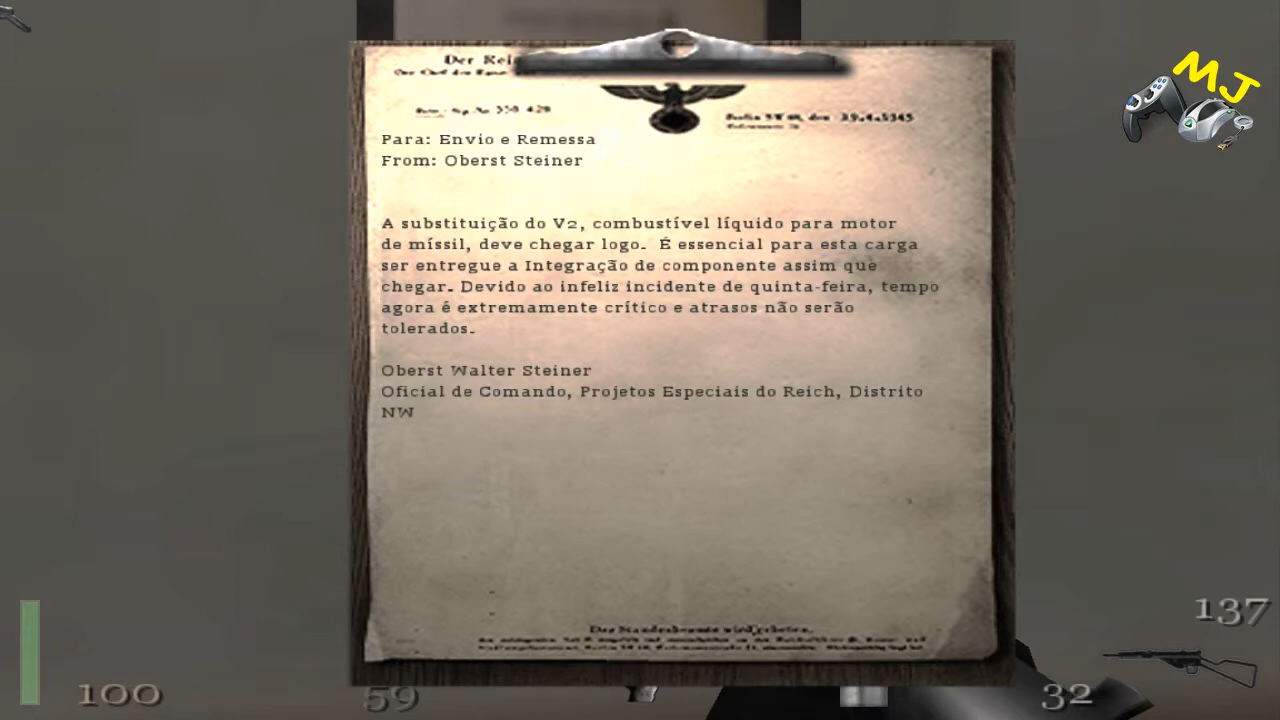 MJ
Der
Para: Envio e Remessa
From: Oberst Steiner
A substituição do V2, combustível líquido para motor
de míssil, deve chegar logo. É essencial para esta carga
ser entregue a Integração de componente assim que
chegar. Devido ao infeliz incidente de quinta-feira, tempo
agora é extremamente crítico e atrasos não serão
tolerados.
Oberst Walter Steiner
Oficial de Comando, Projetos Especiais do Reich, Distrito
NW
137
100
59
32